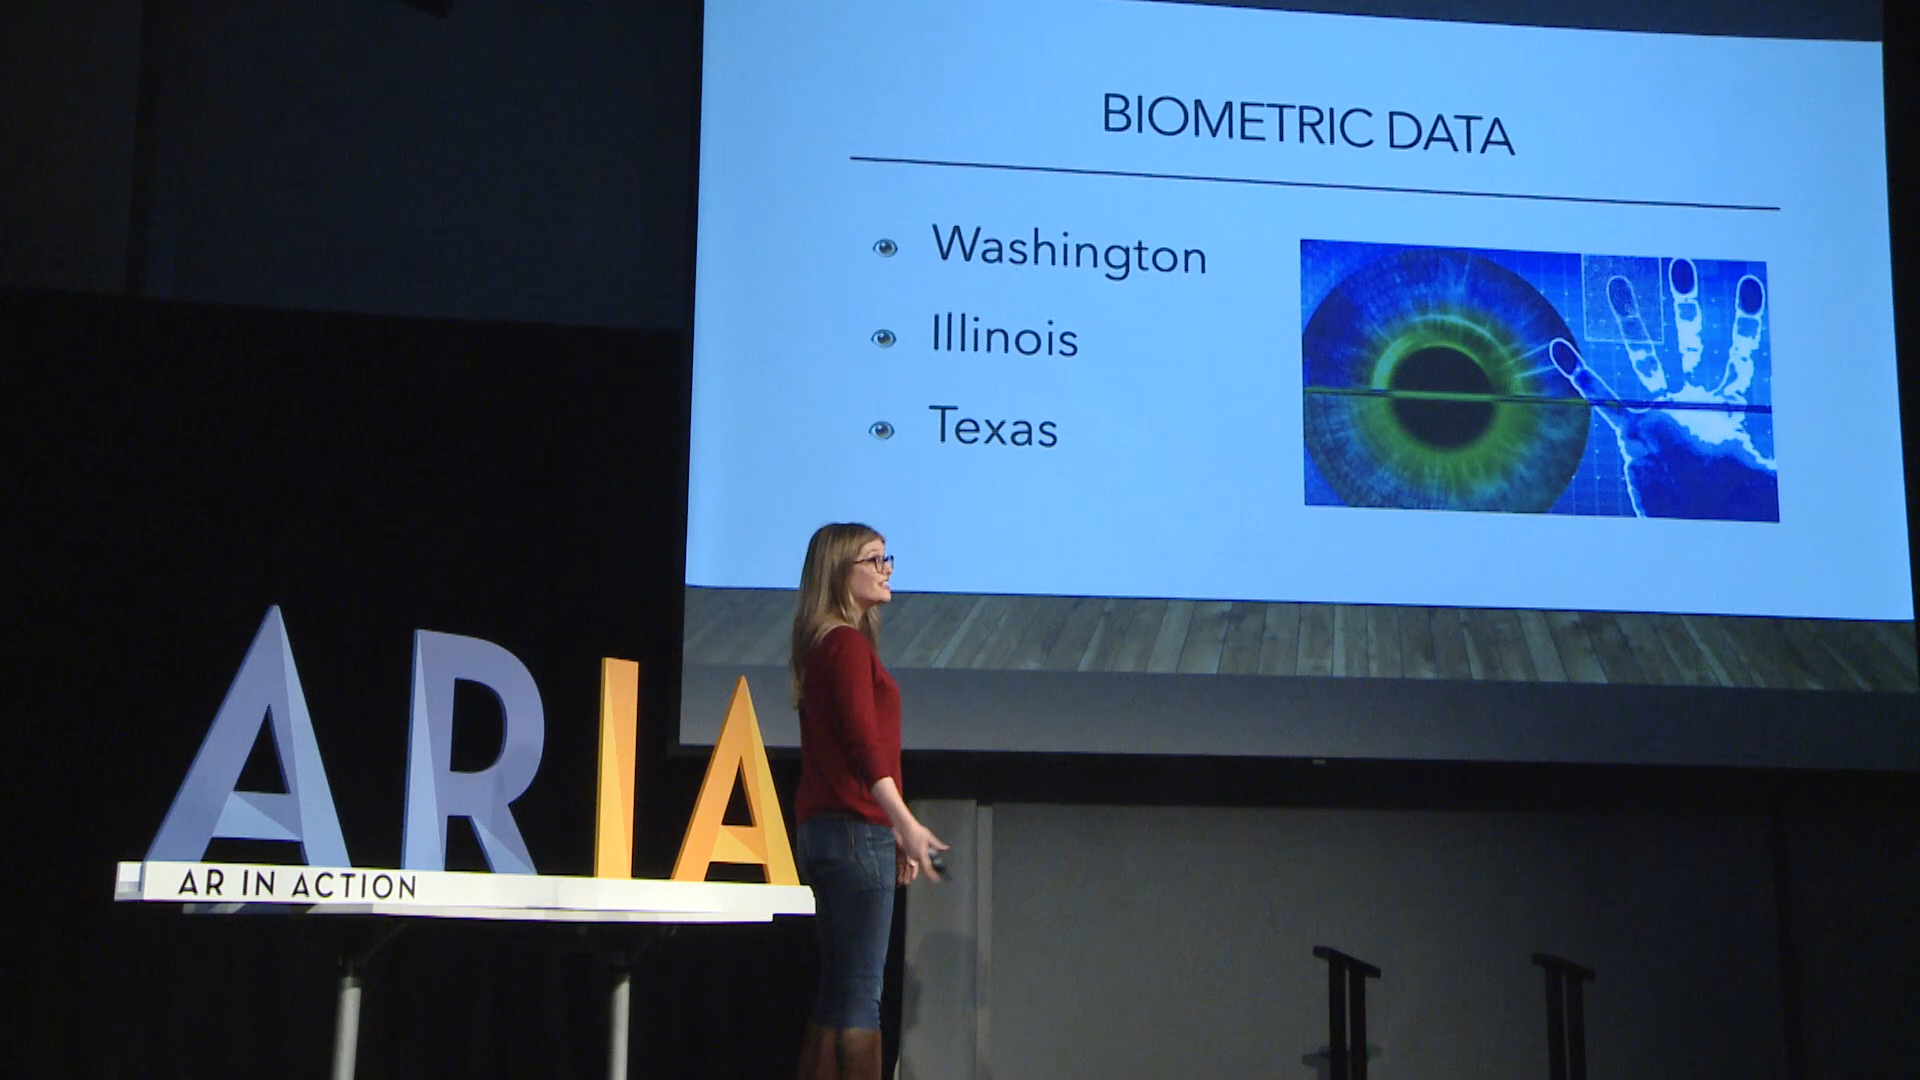 BIOMETRIC DATA
Washington
Illinois
Texas
ARIA
AR IN ACTION